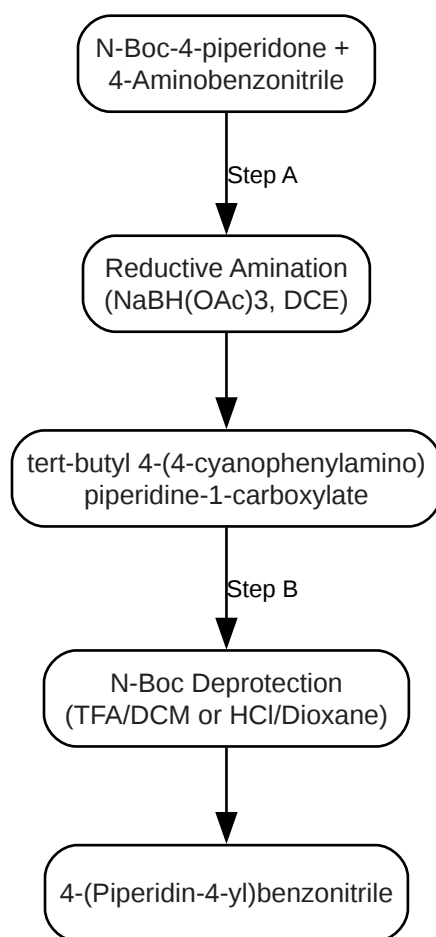 N-Boc-4-piperidone +
4-Aminobenzonitrile
Step A
Reductive Amination
(NaBH(OAc)3, DCE)
tert-butyl 4-(4-cyanophenylamino)
piperidine-1-carboxylate
Step B
N-Boc Deprotection
(TFA/DCM or HCl/Dioxane)
4-(Piperidin-4-yl)benzonitrile